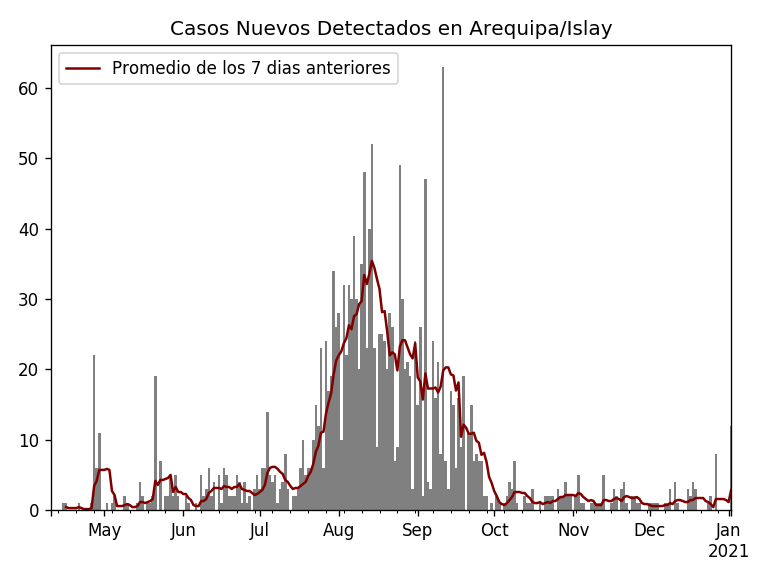 Casos Nuevos Detectados en Arequipa/Islay
Promedio de los 7 dias anteriores
60
50
40
30
20
10
0
May Jun Jul Aug Sep Oct Nov Dec Jan
2021